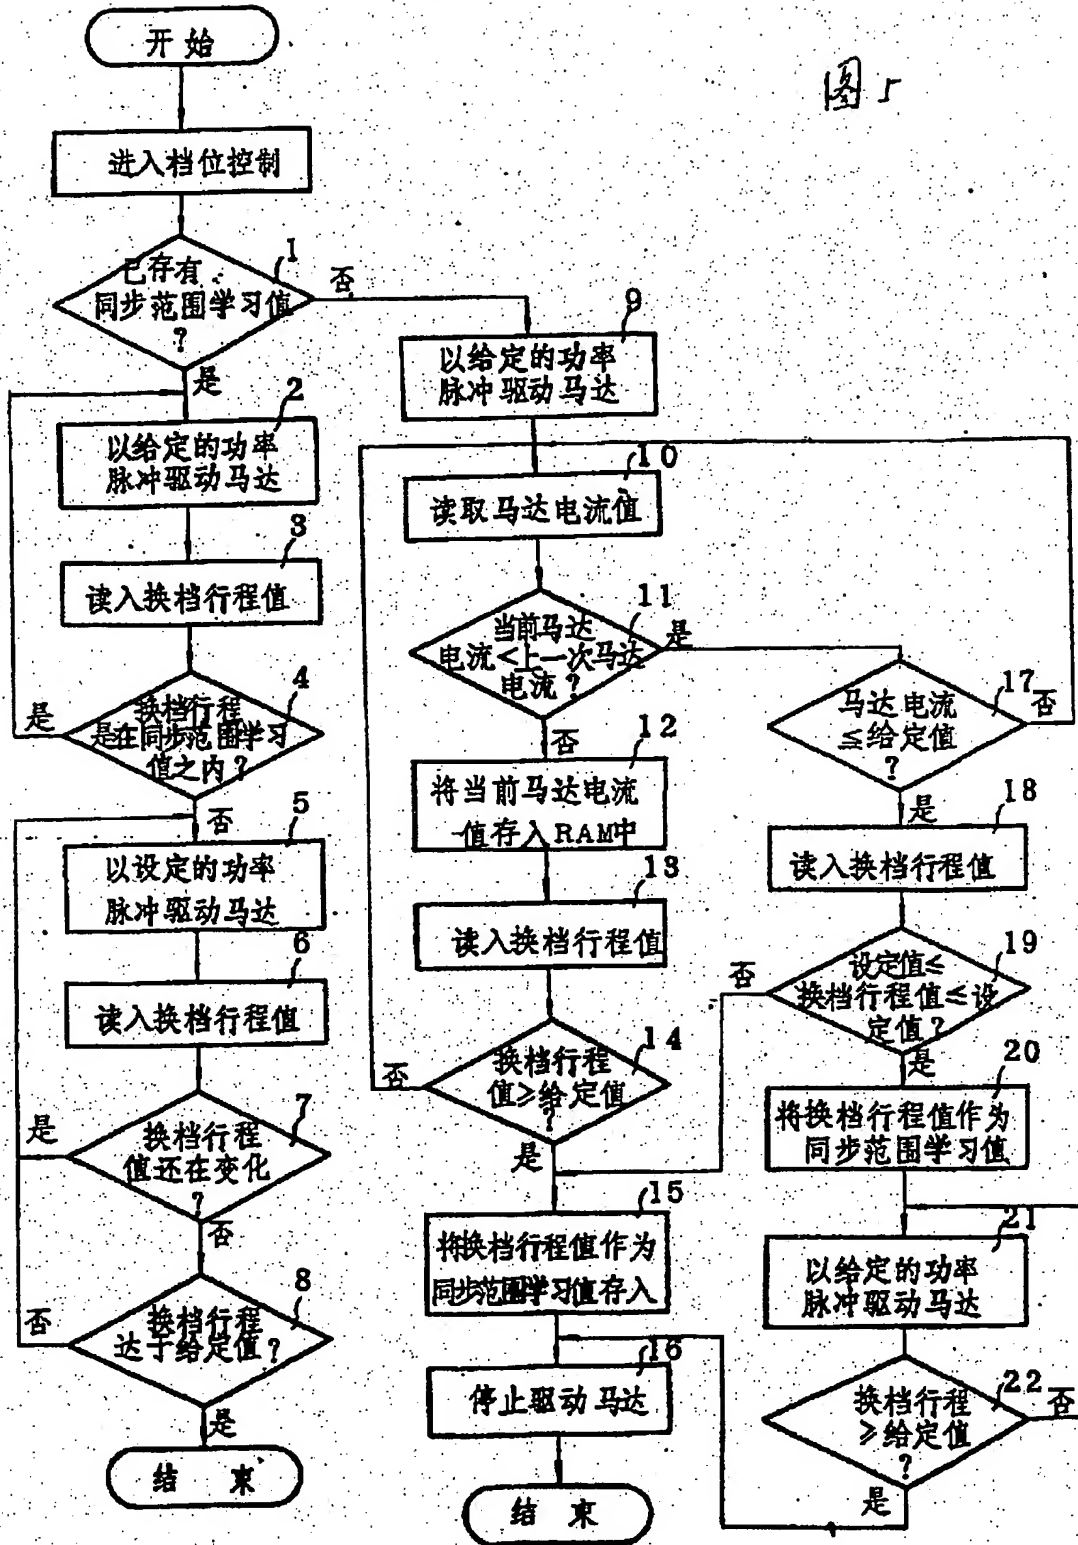 图5
开始
进入档位控制
1
已存有
同步范围学习值
?
否
是
2
以给定的功率
脉冲驱动马达
3
读入换档行程值
4
换档行程
是在同步范围学习
值之内?
是
否
5
以设定的功率
脉冲驱动马达
6
读入换档行程值
7
换档行程
值还在变化
?
是
否
8
换档行程
达于给定值?
否
是
结束
9
以给定的功率
脉冲驱动马达
10
读取马达电流值
11
当前马达
电流<上一次马达
电流?
是
否
12
将当前马达电流
值存入RAM中
13
读入换档行程值
14
换档行程
值≥给定值
?
否
是
15
将换档行程值作为
同步范围学习值存入
16
停止驱动马达
结束
17
马达电流
≤给定值
?
否
是
18
读入换档行程值
19
设定值≤
换档行程值≤设
定值?
否
是
20
将换档行程值作为
同步范围学习值
21
以给定的功率
脉冲驱动马达
22
换档行程
≥给定值
?
否
是